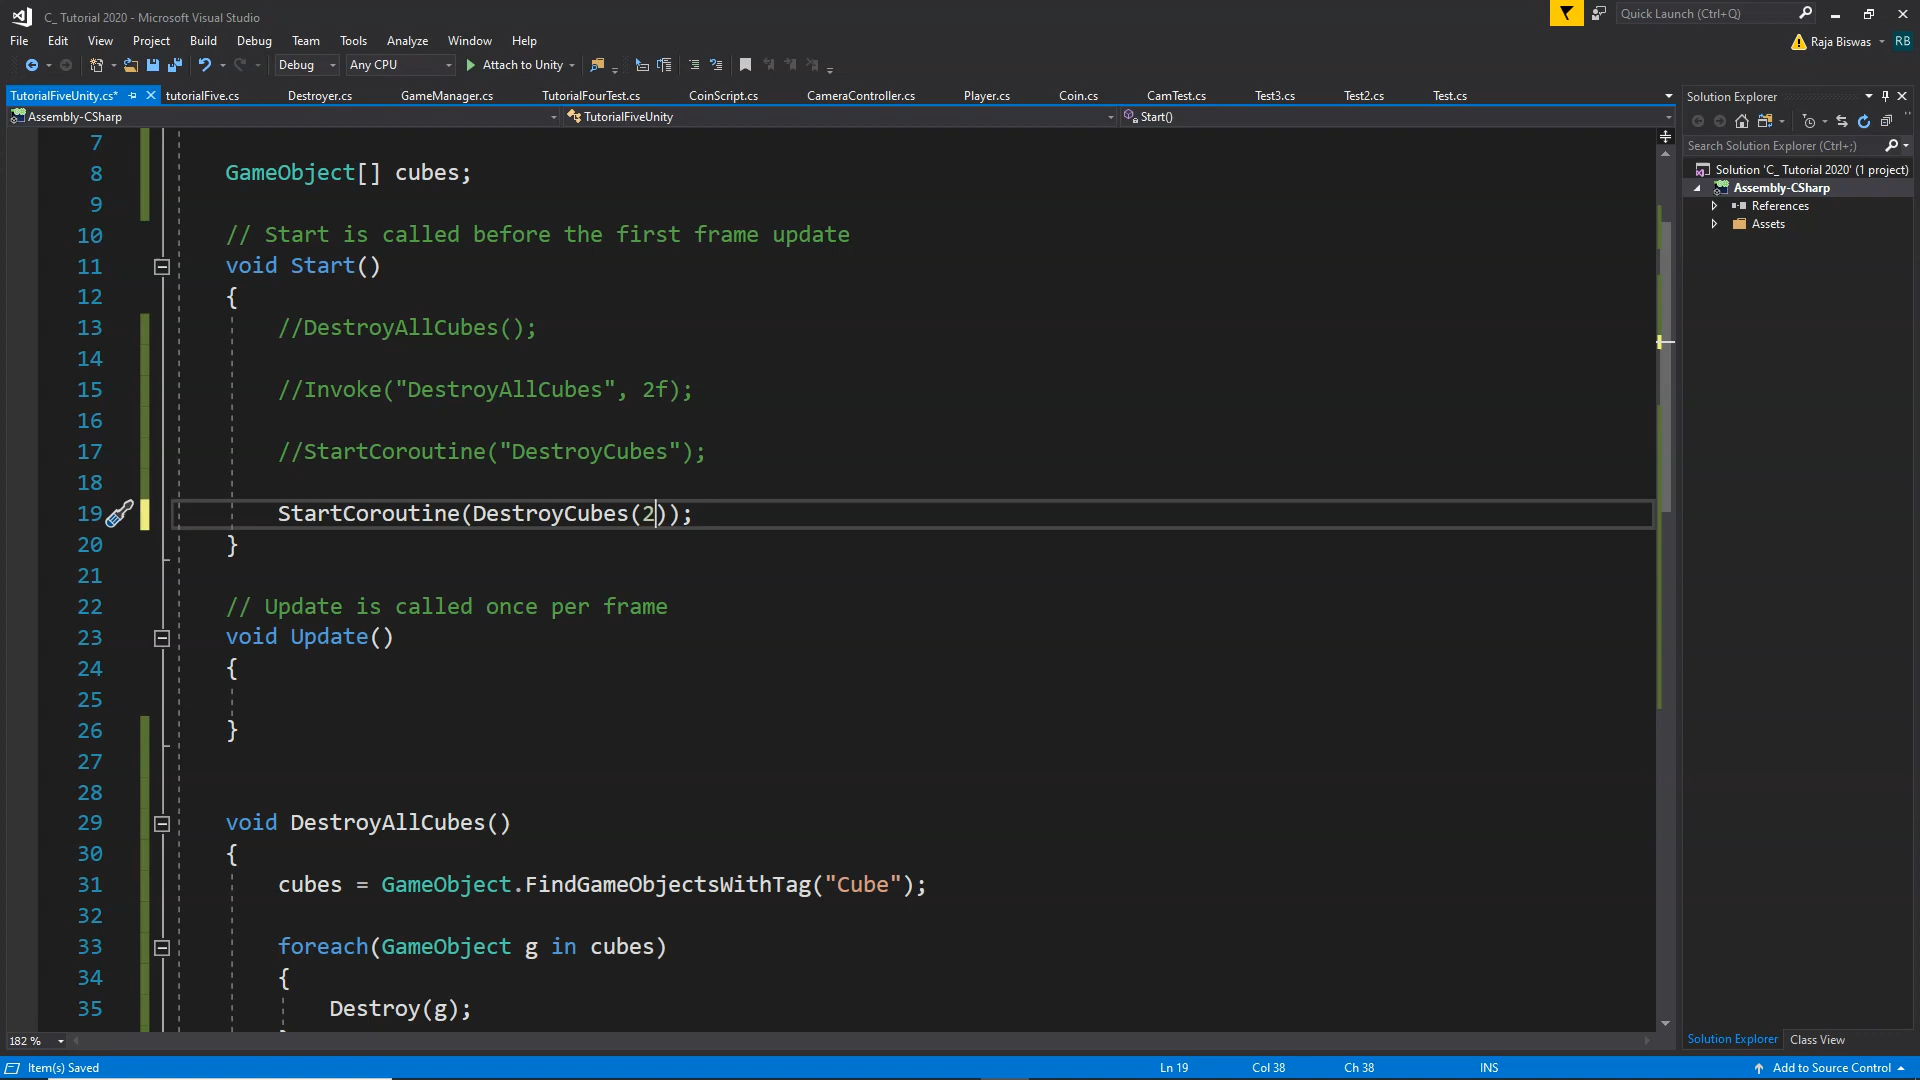 C_ Tutorial 2020 - Microsoft Visual Studio
Quick Launch (Ctrl+Q)
File Edit View Project Build Debug Team Tools Analyze Window Help
Raja Biswas RB
Debug Any CPU Attach to Unity
TutorialFiveUnity.cs* tutorialFive.cs Destroyer.cs GameManager.cs TutorialFourTest.cs CoinScript.cs CameraController.cs Player.cs Coin.cs CamTest.cs Test3.cs Test2.cs Test.cs
Assembly-CSharp TutorialFiveUnity Start()
7
8 GameObject[] cubes;
9
10 // Start is called before the first frame update
11 void Start()
12 {
13 //DestroyAllCubes();
14
15 //Invoke("DestroyAllCubes", 2f);
16
17 //StartCoroutine("DestroyCubes");
18
19 StartCoroutine(DestroyCubes(2));
20 }
21
22 // Update is called once per frame
23 void Update()
24 {
25
26 }
27
28
29 void DestroyAllCubes()
30 {
31 cubes = GameObject.FindGameObjectsWithTag("Cube");
32
33 foreach(GameObject g in cubes)
34 {
35 Destroy(g);
182 %
Solution Explorer
Search Solution Explorer (Ctrl+;)
Solution 'C_ Tutorial 2020' (1 project)
Assembly-CSharp
References
Assets
Solution Explorer Class View
Item(s) Saved Ln 19 Col 38 Ch 38 INS Add to Source Control